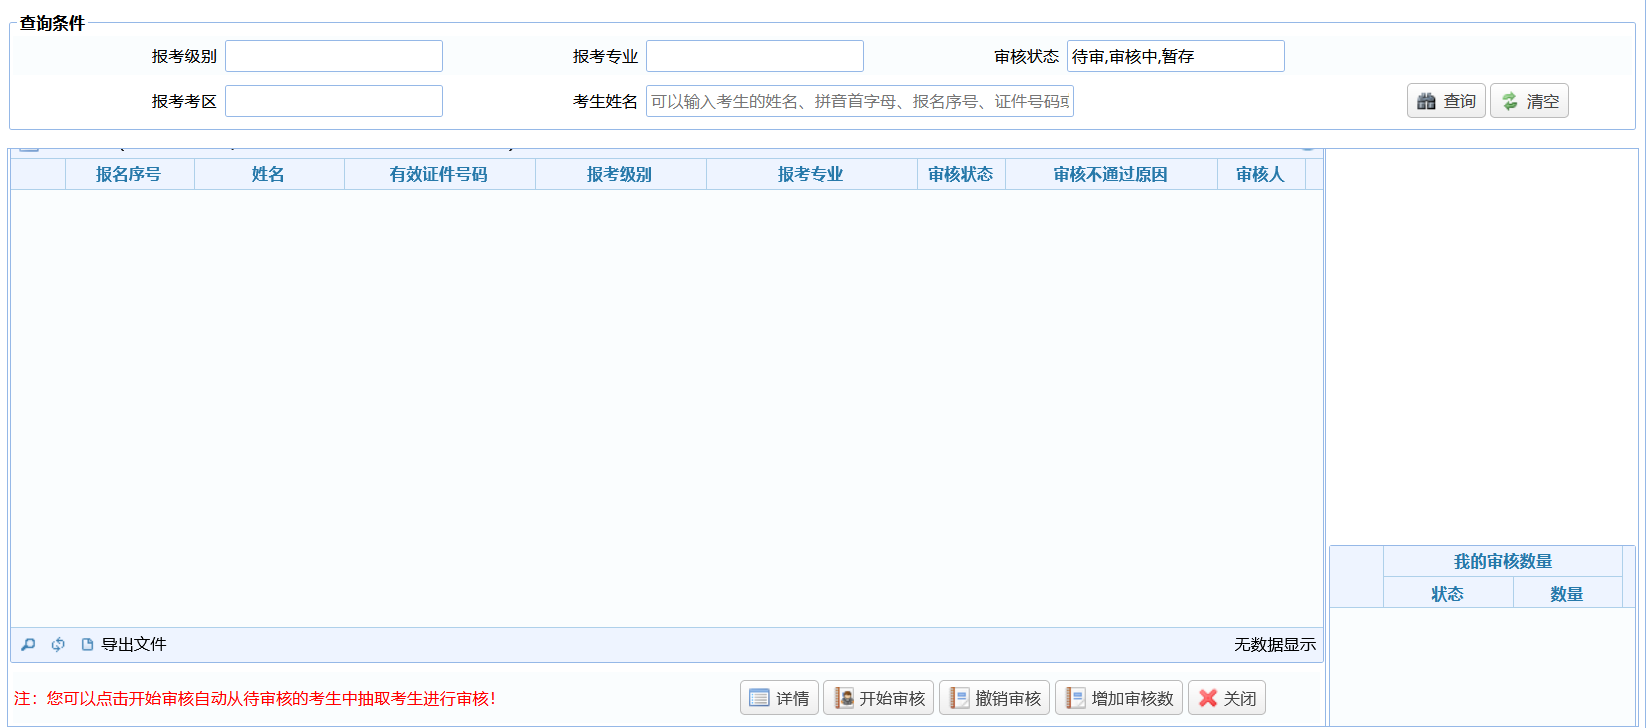 查询条件
报考级别 报考专业 审核状态 待审,审核中,暂存
报考考区 考生姓名 可以输入考生的姓名、拼音首字母、报名序号、证件号码 查询 清空
报名序号 姓名 有效证件号码 报考级别 报考专业 审核状态 审核不通过原因 审核人
我的审核数量
状态 数量
导出文件 无数据显示
注：您可以点击开始审核自动从待审核的考生中抽取考生进行审核！ 详情 开始审核 撤销审核 增加审核数 关闭